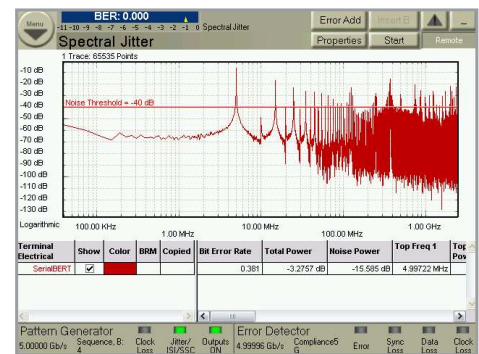 Menu
BER: 0.000
-11 -10 -9 -8 -7 -6 -5 -4 -3 -2 -1 0 Spectral Jitter
Error Add
Insert B
Spectral Jitter
Properties
Start
Remote
1 Trace: 65535 Points
-10 dB
-20 dB
-30 dB
-40 dB
-50 dB
-60 dB
-70 dB
-80 dB
-90 dB
-100 dB
-110 dB
-120 dB
-130 dB
Noise Threshold = -40 dB
Logarithmic
100.00 KHz
1.00 MHz
10.00 MHz
100.00 MHz
1.00 GHz
Terminal Electrical Show Color BRM Copied Bit Error Rate Total Power Noise Power Top Freq 1 Top Pow
SerialBERT 0.381 -3.2757 dB -15.585 dB 4.99722 MHz
Pattern Generator
5.00000 Gb/s
Sequence, B: 4
Clock Loss
Jitter/ ISI/SSC
Outputs ON
Error Detector
4.99996 Gb/s
Compliance5 G
Error
Sync Loss
Data Loss
Clock Loss